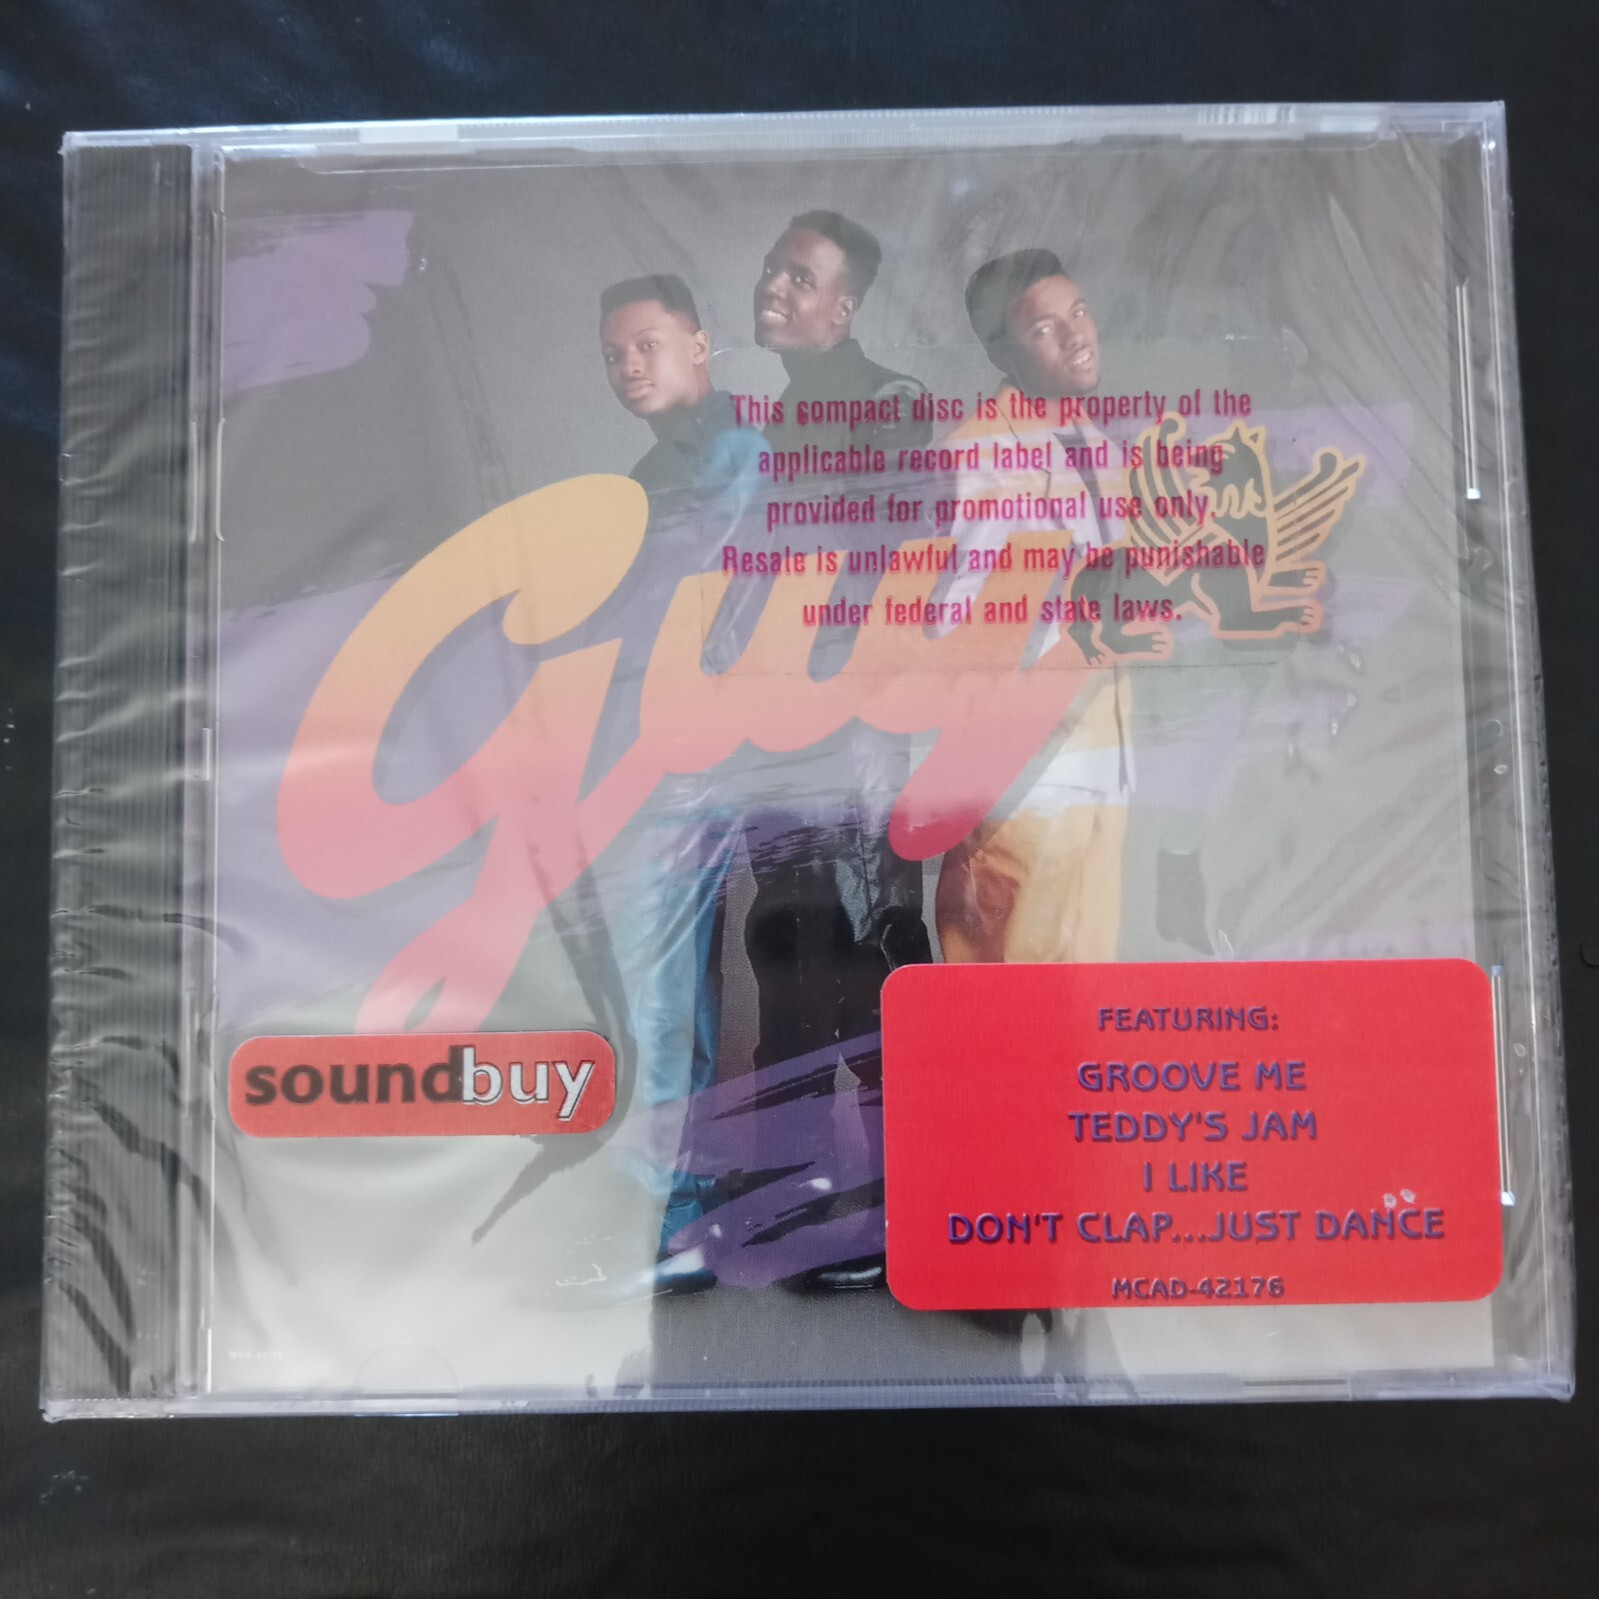 This compact disc is the property of the
applicable record label and is being
provided for promotional use only.
Resale is unlawful and may be punishable
under federal and state laws.
Guy
soundbuy
FEATURING:
GROOVE ME
TEDDY'S JAM
I LIKE
DON'T CLAP...JUST DANCE
MCAD-42176